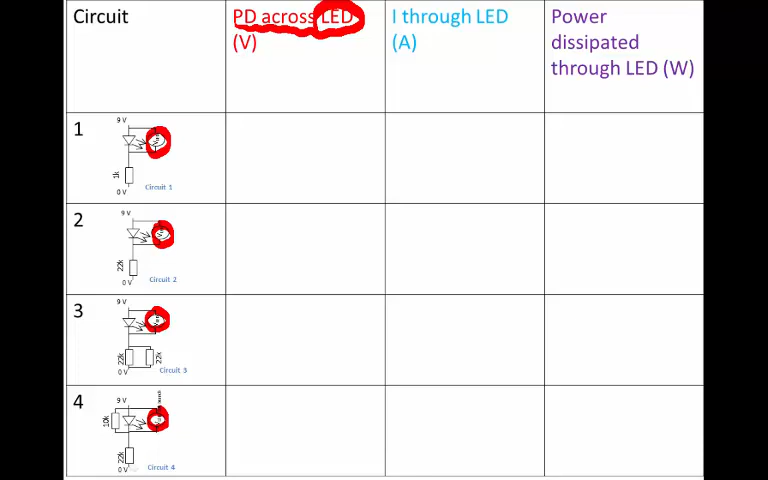 Circuit
PD across LED
(V)
I through LED
(A)
Power
dissipated
through LED (W)
1
9 V
1k
0 V
Circuit 1
2
9 V
22k
0 V
Circuit 2
3
9 V
22k
22k
0 V
Circuit 3
4
9 V
10k
22k
0 V
Circuit 4